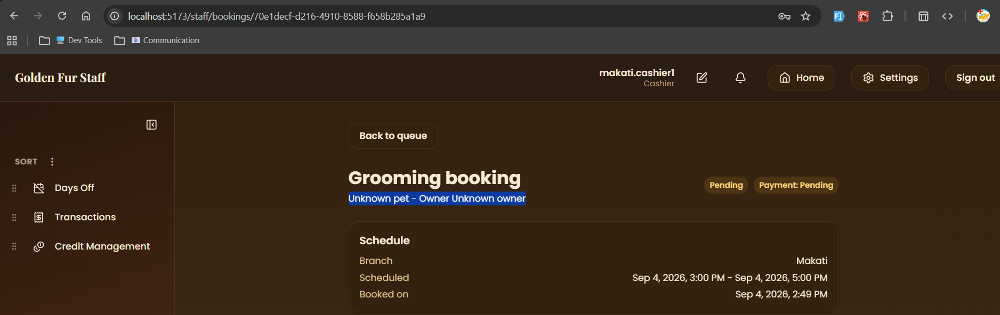 localhost:5173/staff/bookings/70e1decf-d216-4910-8588-f658b285a1a9
Dev Tools
Communication
Golden Fur Staff
makati.cashier1
Cashier
Home
Settings
Sign out
Back to queue
SORT
Days Off
Transactions
Credit Management
Grooming booking
Unknown pet - Owner Unknown owner
Pending
Payment: Pending
Schedule
Branch
Makati
Scheduled
Sep 4, 2026, 3:00 PM - Sep 4, 2026, 5:00 PM
Booked on
Sep 4, 2026, 2:49 PM